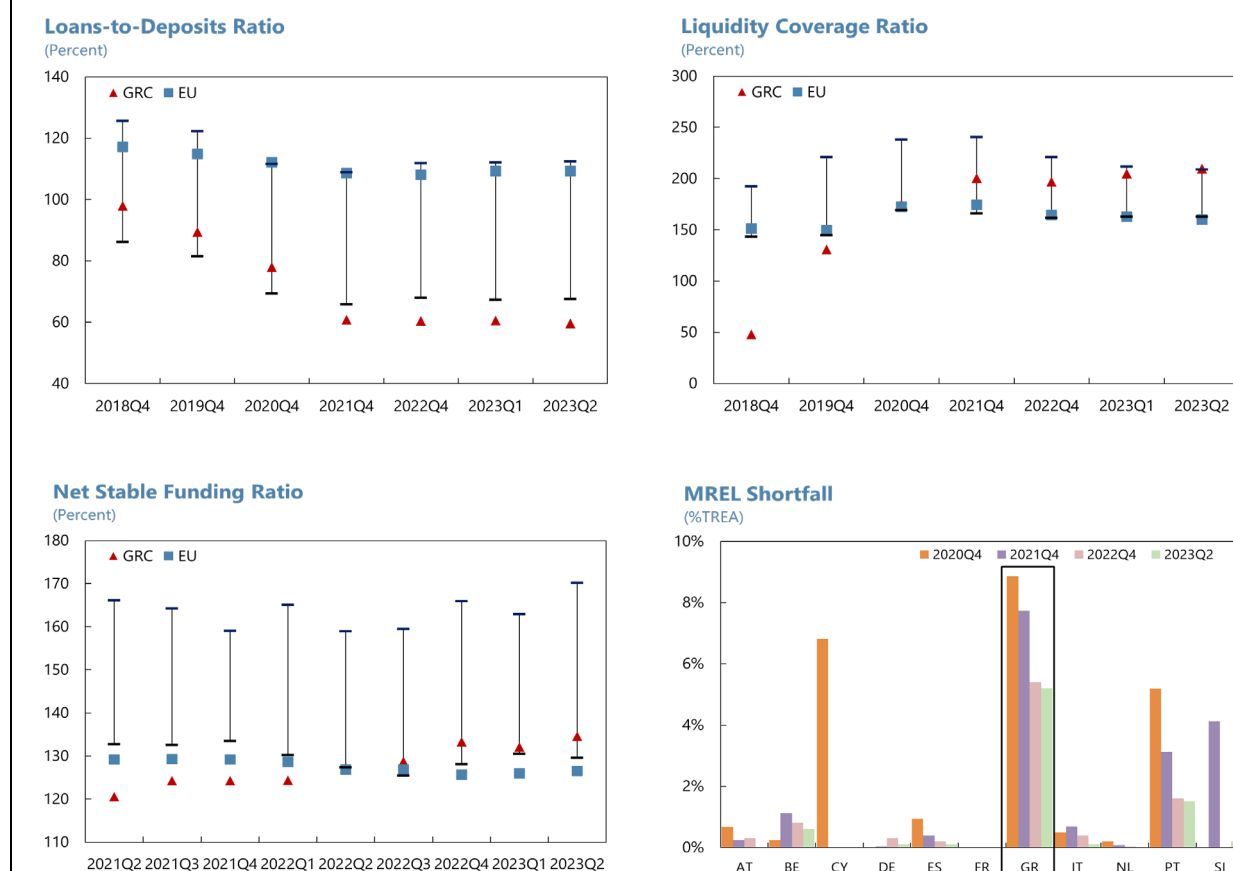 Loans-to-Deposits Ratio
(Percent)
GRC EU
140
120
100
80
60
40
2018Q4 2019Q4 2020Q4 2021Q4 2022Q4 2023Q1 2023Q2
Liquidity Coverage Ratio
(Percent)
GRC EU
300
250
200
150
100
50
0
2018Q4 2019Q4 2020Q4 2021Q4 2022Q4 2023Q1 2023Q2
Net Stable Funding Ratio
(Percent)
GRC EU
180
170
160
150
140
130
120
110
2021Q2 2021Q3 2021Q4 2022Q1 2022Q2 2022Q3 2022Q4 2023Q1 2023Q2
MREL Shortfall
(%TREA)
2020Q4 2021Q4 2022Q4 2023Q2
10%
8%
6%
4%
2%
0%
AT BE CY DE ES FR GR IT NL PT SI